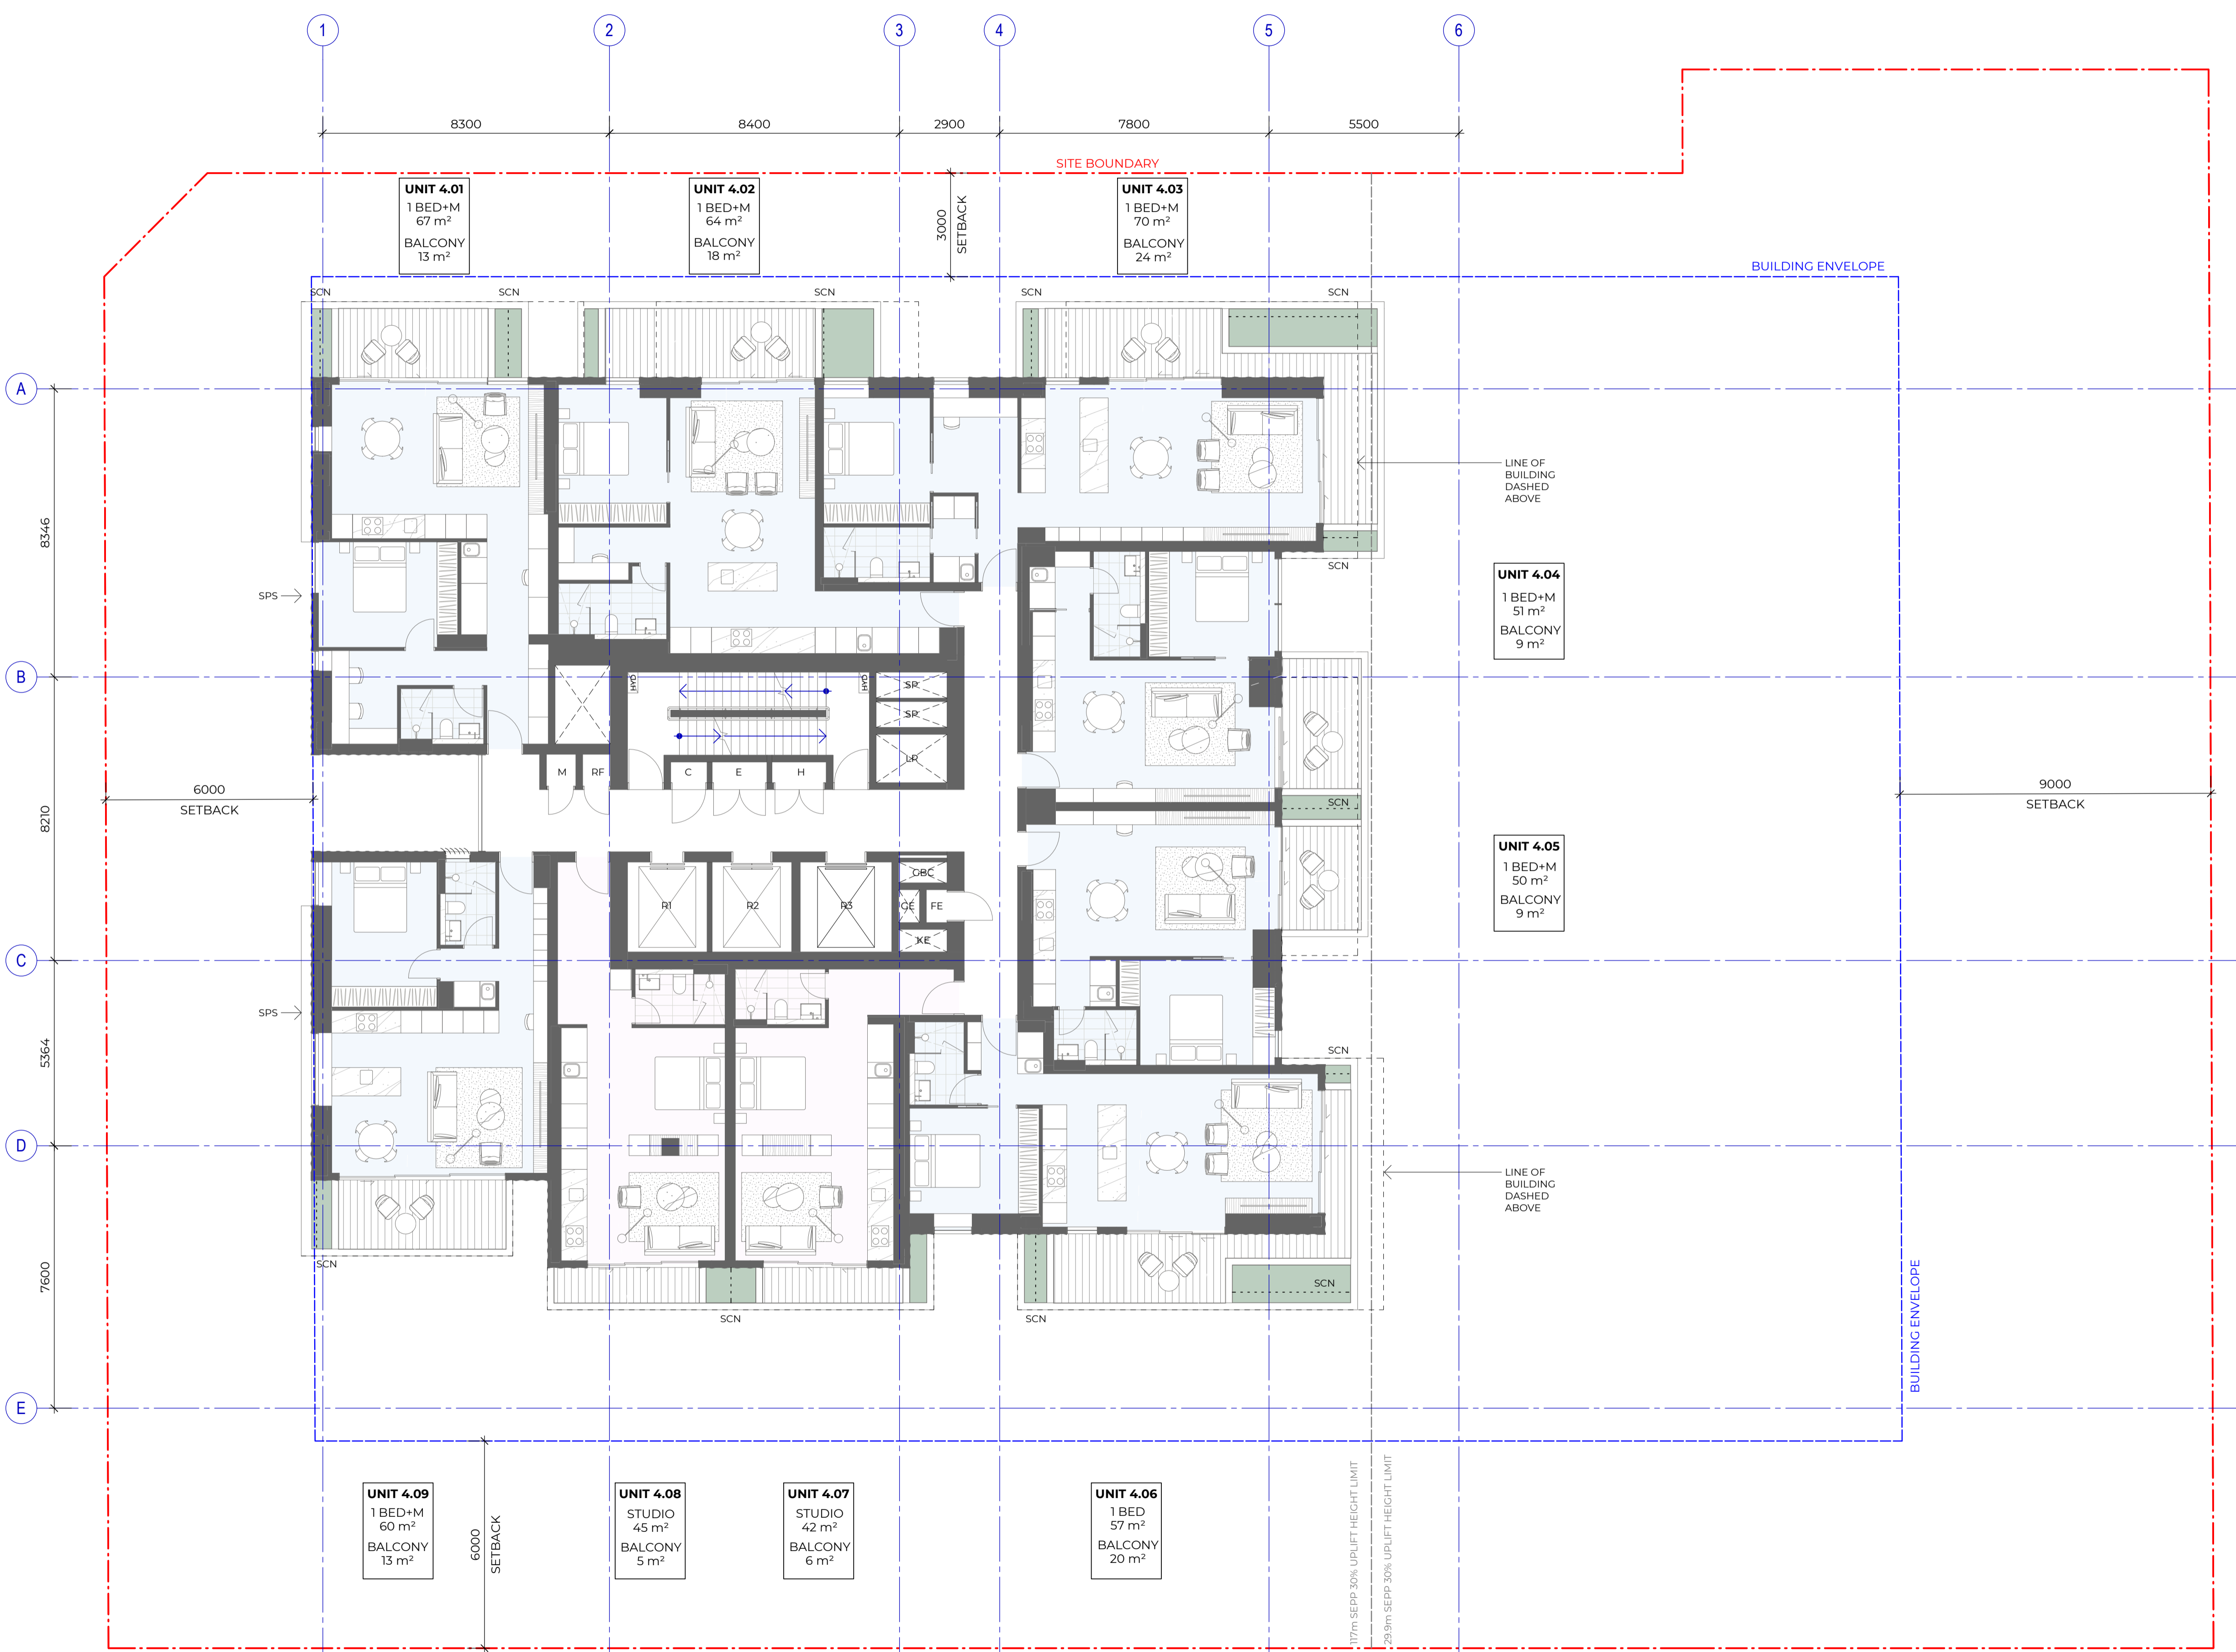 1
2
3
4
5
6
8300
8400
2900
7800
5500
SITE BOUNDARY
UNIT 4.01
1 BED+M
67 m²
BALCONY
13 m²
UNIT 4.02
1 BED+M
64 m²
BALCONY
18 m²
3000
SETBACK
UNIT 4.03
1 BED+M
70 m²
BALCONY
24 m²
BUILDING ENVELOPE
SCN
SCN
SCN
SCN
SCN
A
LINE OF
BUILDING
DASHED
ABOVE
8346
SCN
UNIT 4.04
1 BED+M
51 m²
BALCONY
9 m²
SPS
B
HYD
HYD
SP
SP
LR
M
RF
C
E
H
6000
SETBACK
9000
SETBACK
SCN
8210
UNIT 4.05
1 BED+M
50 m²
BALCONY
9 m²
GBC
R1
R2
R3
GE
FE
KE
C
SPS
5364
SCN
D
LINE OF
BUILDING
DASHED
ABOVE
7600
SCN
SCN
SCN
SCN
BUILDING ENVELOPE
E
UNIT 4.09
1 BED+M
60 m²
BALCONY
13 m²
6000
SETBACK
UNIT 4.08
STUDIO
45 m²
BALCONY
5 m²
UNIT 4.07
STUDIO
42 m²
BALCONY
6 m²
UNIT 4.06
1 BED
57 m²
BALCONY
20 m²
117m SEPP 30% UPLIFT HEIGHT LIMIT
29.9m SEPP 30% UPLIFT HEIGHT LIMIT